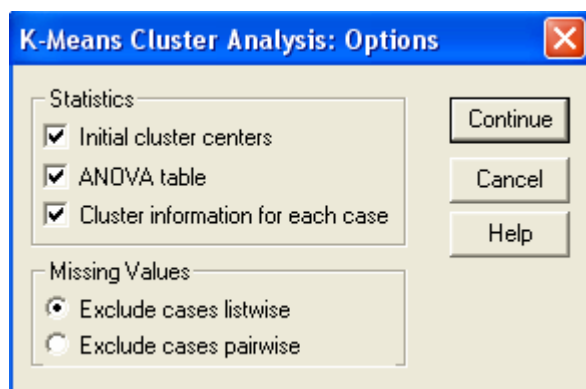 K-Means Cluster Analysis: Options
Statistics
Initial cluster centers
ANOVA table
Cluster information for each case
Missing Values
Exclude cases listwise
Exclude cases pairwise
Continue
Cancel
Help